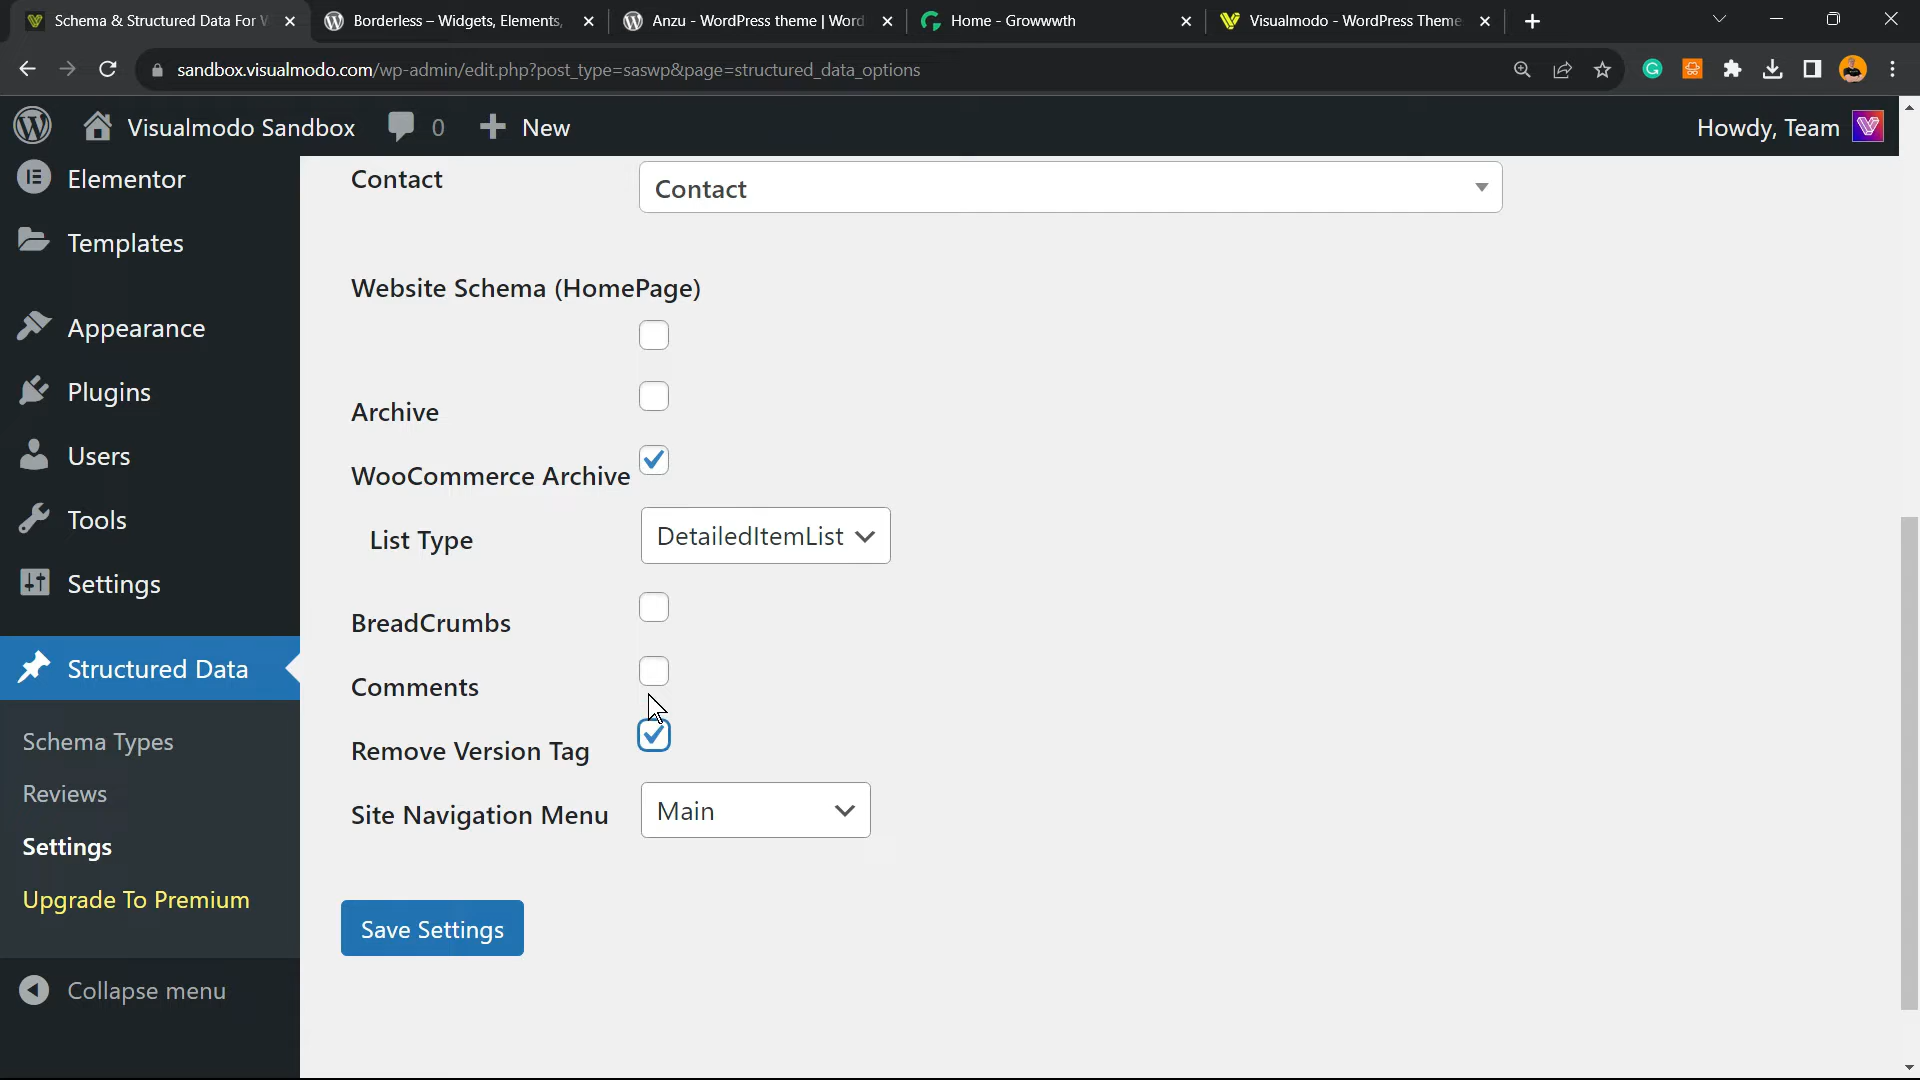 Schema & Structured Data For W
Borderless – Widgets, Elements,
Anzu - WordPress theme | Word
Home - Growwwth
Visualmodo - WordPress Theme
sandbox.visualmodo.com/wp-admin/edit.php?post_type=saswp&page=structured_data_options
Visualmodo Sandbox
0
New
Howdy, Team
Elementor
Templates
Appearance
Plugins
Users
Tools
Settings
Structured Data
Schema Types
Reviews
Settings
Upgrade To Premium
Collapse menu
Contact
Contact
Website Schema (HomePage)
Archive
WooCommerce Archive
List Type
DetailedItemList
BreadCrumbs
Comments
Remove Version Tag
Site Navigation Menu
Main
Save Settings